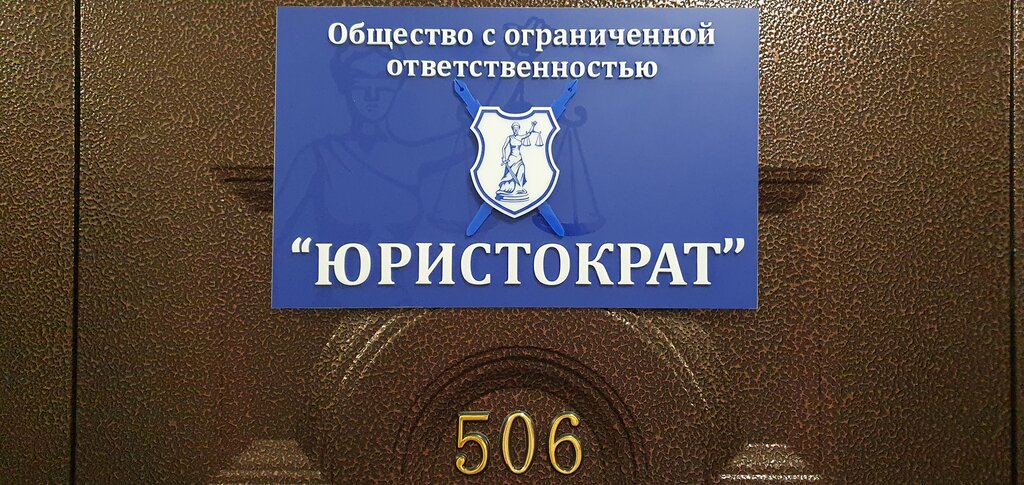 Общество с ограниченной
ответственностью
“ЮРИСТОКРАТ”
506